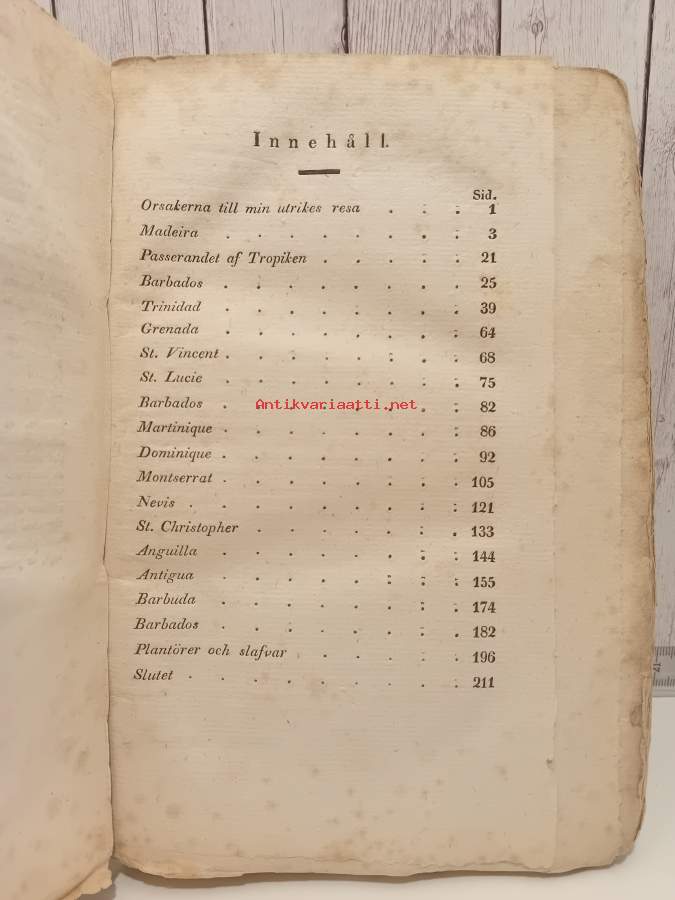 Innehåll.
Sid.
Orsakerna till min utrikes resa . . . 1
Madeira . . . . . . . . 3
Passerandet af Tropiken . . . . . 21
Barbados . . . . . . . . 25
Trinidad . . . . . . . . 39
Grenada . . . . . . . . 64
St. Vincent . . . . . . . . 68
St. Lucie . . . . . . . . 75
Barbados . . . . . . . . 82
Antikvariaatti.net
Martinique . . . . . . . . 86
Dominique . . . . . . . . 92
Montserrat . . . . . . . . 105
Nevis . . . . . . . . . 121
St. Christopher . . . . . . . 133
Anguilla . . . . . . . . 144
Antigua . . . . . . . . 155
Barbuda . . . . . . . . 174
Barbados . . . . . . . . 182
Plantörer och slafvar . . . . . . 196
Slutet . . . . . . . . . 211